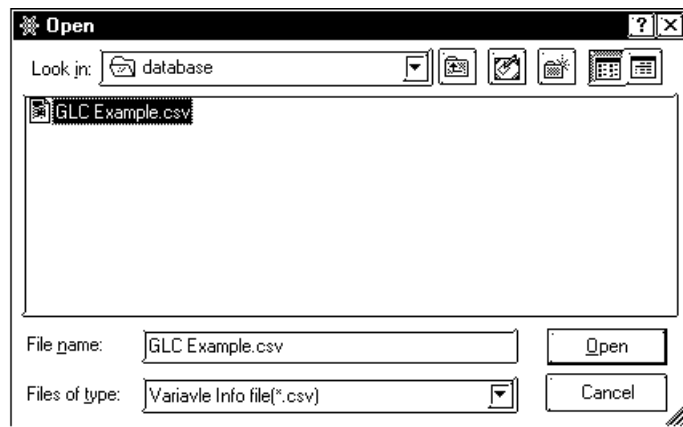 Open
Look in: database
GLC Example.csv
File name: GLC Example.csv Open
Files of type: Variavle Info file(*.csv) Cancel